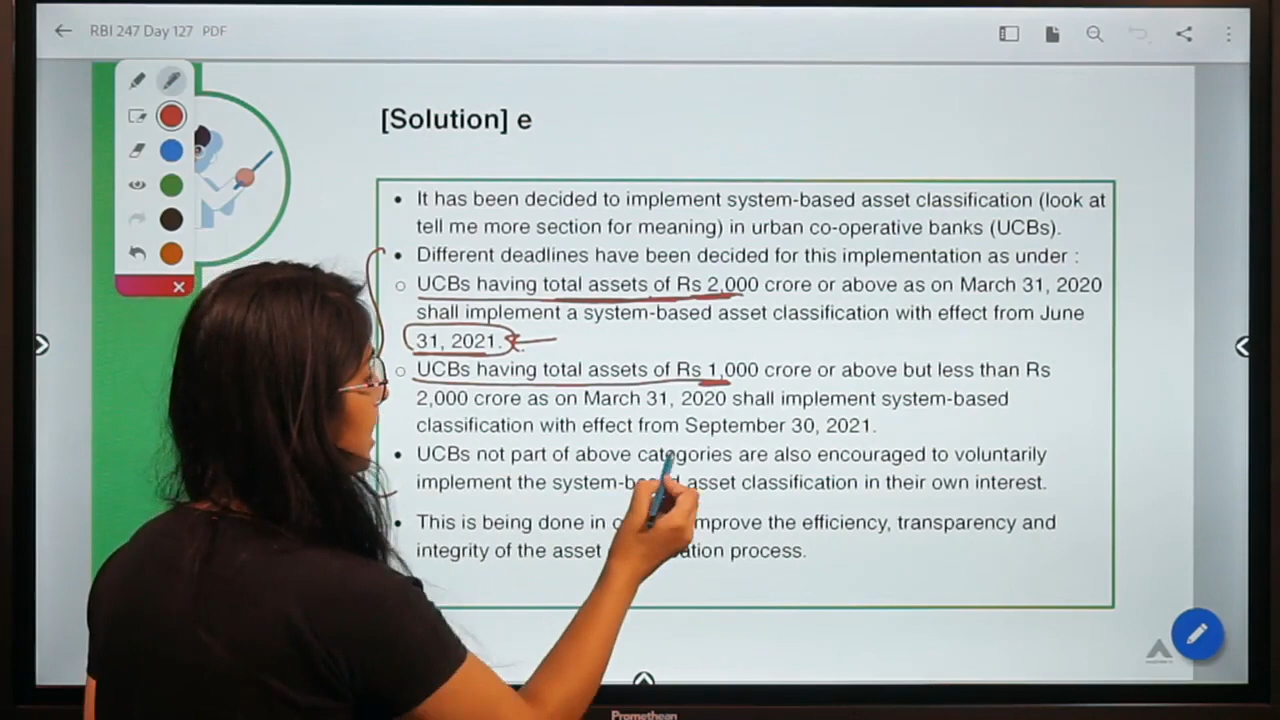 RBI 247 Day 127 PDF
[Solution] e
• It has been decided to implement system-based asset classification (look at
tell me more section for meaning) in urban co-operative banks (UCBs).
• Different deadlines have been decided for this implementation as under :
○ UCBs having total assets of Rs 2,000 crore or above as on March 31, 2020
shall implement a system-based asset classification with effect from June
31, 2021.
○ UCBs having total assets of Rs 1,000 crore or above but less than Rs
2,000 crore as on March 31, 2020 shall implement system-based
classification with effect from September 30, 2021.
• UCBs not part of above categories are also encouraged to voluntarily
implement the asset classification in their own interest.
• This is being done in improve the efficiency, transparency and
integrity of the asset process.
Promethean